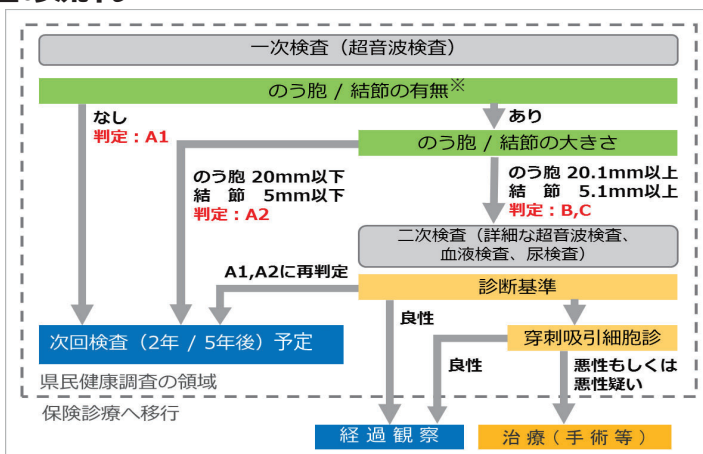 一次検査（超音波検査）
のう胞 / 結節の有無※
なし
判定：A1
あり
のう胞 / 結節の大きさ
のう胞 20mm以下
結　節　5mm以下
判定：A2
のう胞 20.1mm以上
結　節　5.1mm以上
判定：B,C
二次検査（詳細な超音波検査、
血液検査、尿検査）
A1,A2に再判定
診断基準
良性
次回検査（2年 / 5年後）予定
穿刺吸引細胞診
良性
悪性もしくは
悪性疑い
県民健康調査の領域
保険診療へ移行
経 過 観 察
治 療（ 手 術 等 ）